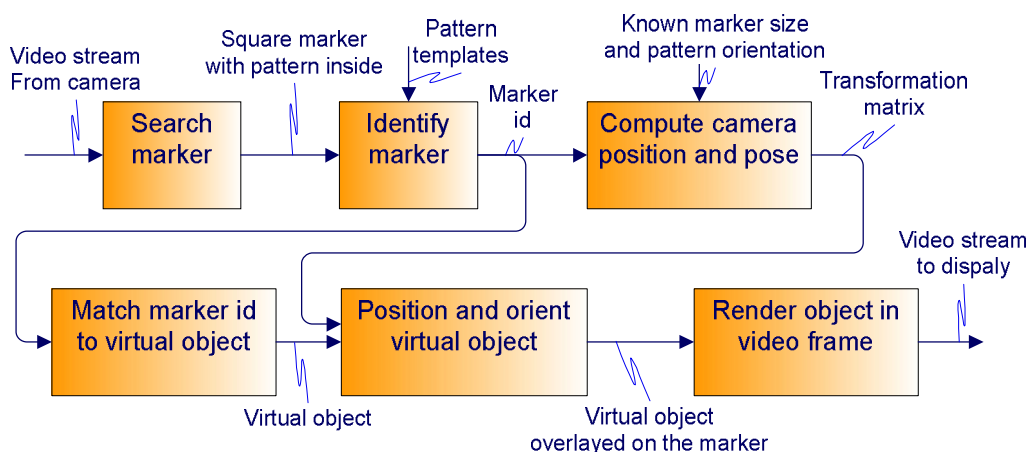 Video stream
From camera
Square marker
with pattern inside
Pattern
templates
Known marker size
and pattern orientation
Marker
id
Transformation
matrix
Search
marker
Identify
marker
Compute camera
position and pose
Video stream
to dispaly
Match marker id
to virtual object
Position and orient
virtual object
Render object in
video frame
Virtual object
Virtual object
overlayed on the marker